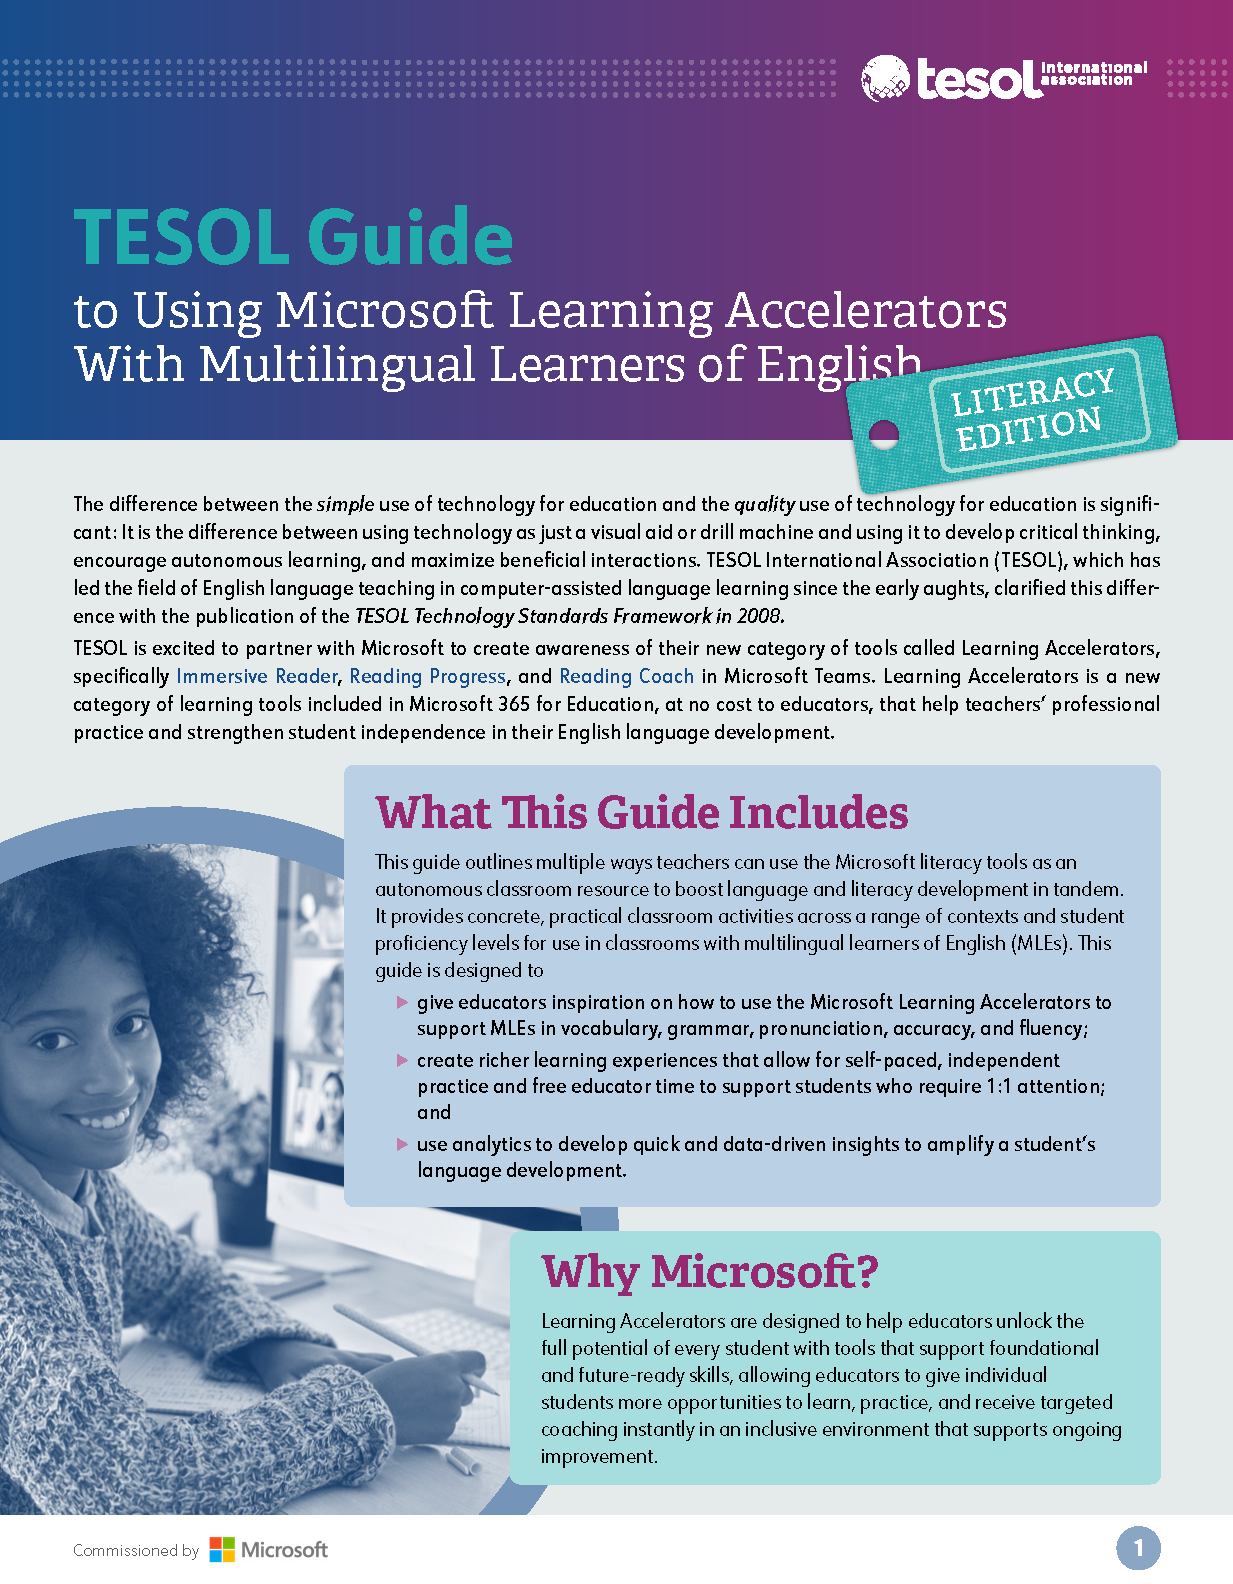 tesol international
association
TESOL Guide
to Using Microsoft Learning Accelerators
With Multilingual Learners of English
LITERACY
EDITION
The difference between the simple use of technology for education and the quality use of technology for education is signifi-
cant: It is the difference between using technology as just a visual aid or drill machine and using it to develop critical thinking,
encourage autonomous learning, and maximize beneficial interactions. TESOL International Association (TESOL), which has
led the field of English language teaching in computer-assisted language learning since the early aughts, clarified this differ-
ence with the publication of the TESOL Technology Standards Framework in 2008.
TESOL is excited to partner with Microsoft to create awareness of their new category of tools called Learning Accelerators,
specifically Immersive Reader, Reading Progress, and Reading Coach in Microsoft Teams. Learning Accelerators is a new
category of learning tools included in Microsoft 365 for Education, at no cost to educators, that help teachers’ professional
practice and strengthen student independence in their English language development.
What This Guide Includes
This guide outlines multiple ways teachers can use the Microsoft literacy tools as an
autonomous classroom resource to boost language and literacy development in tandem.
It provides concrete, practical classroom activities across a range of contexts and student
proficiency levels for use in classrooms with multilingual learners of English (MLEs). This
guide is designed to
▶ give educators inspiration on how to use the Microsoft Learning Accelerators to
support MLEs in vocabulary, grammar, pronunciation, accuracy, and fluency;
▶ create richer learning experiences that allow for self-paced, independent
practice and free educator time to support students who require 1:1 attention;
and
▶ use analytics to develop quick and data-driven insights to amplify a student’s
language development.
Why Microsoft?
Learning Accelerators are designed to help educators unlock the
full potential of every student with tools that support foundational
and future-ready skills, allowing educators to give individual
students more opportunities to learn, practice, and receive targeted
coaching instantly in an inclusive environment that supports ongoing
improvement.
Commissioned by Microsoft
1